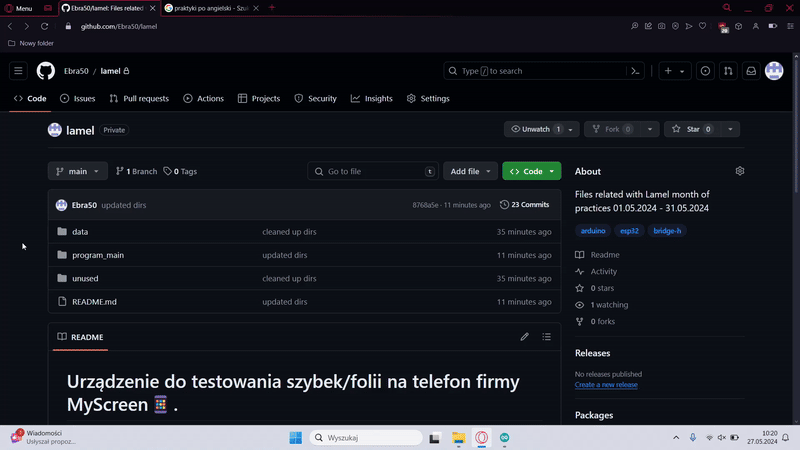 Menu
Ebra50/lamel: Files related
praktyki po angielski - Szuk
github.com/Ebra50/lamel
20
Nowy folder
Ebra50 / lamel
Type / to search
Code
Issues
Pull requests
Actions
Projects
Security
Insights
Settings
lamel
Private
Unwatch 1
Fork 0
Star 0
main
1 Branch
0 Tags
Go to file
t
Add file
Code
Ebra50 updated dirs
8768a5e · 11 minutes ago
23 Commits
data
cleaned up dirs
35 minutes ago
program_main
updated dirs
11 minutes ago
unused
cleaned up dirs
35 minutes ago
README.md
updated dirs
11 minutes ago
README
Urządzenie do testowania szybek/folii na telefon firmy
MyScreen .
About
Files related with Lamel month of
practices 01.05.2024 - 31.05.2024
arduino esp32 bridge-h
Readme
Activity
0 stars
1 watching
0 forks
Releases
No releases published
Create a new release
Packages
Wiadomości
Usłyszał propoz...
Wyszukaj
10:20
27.05.2024